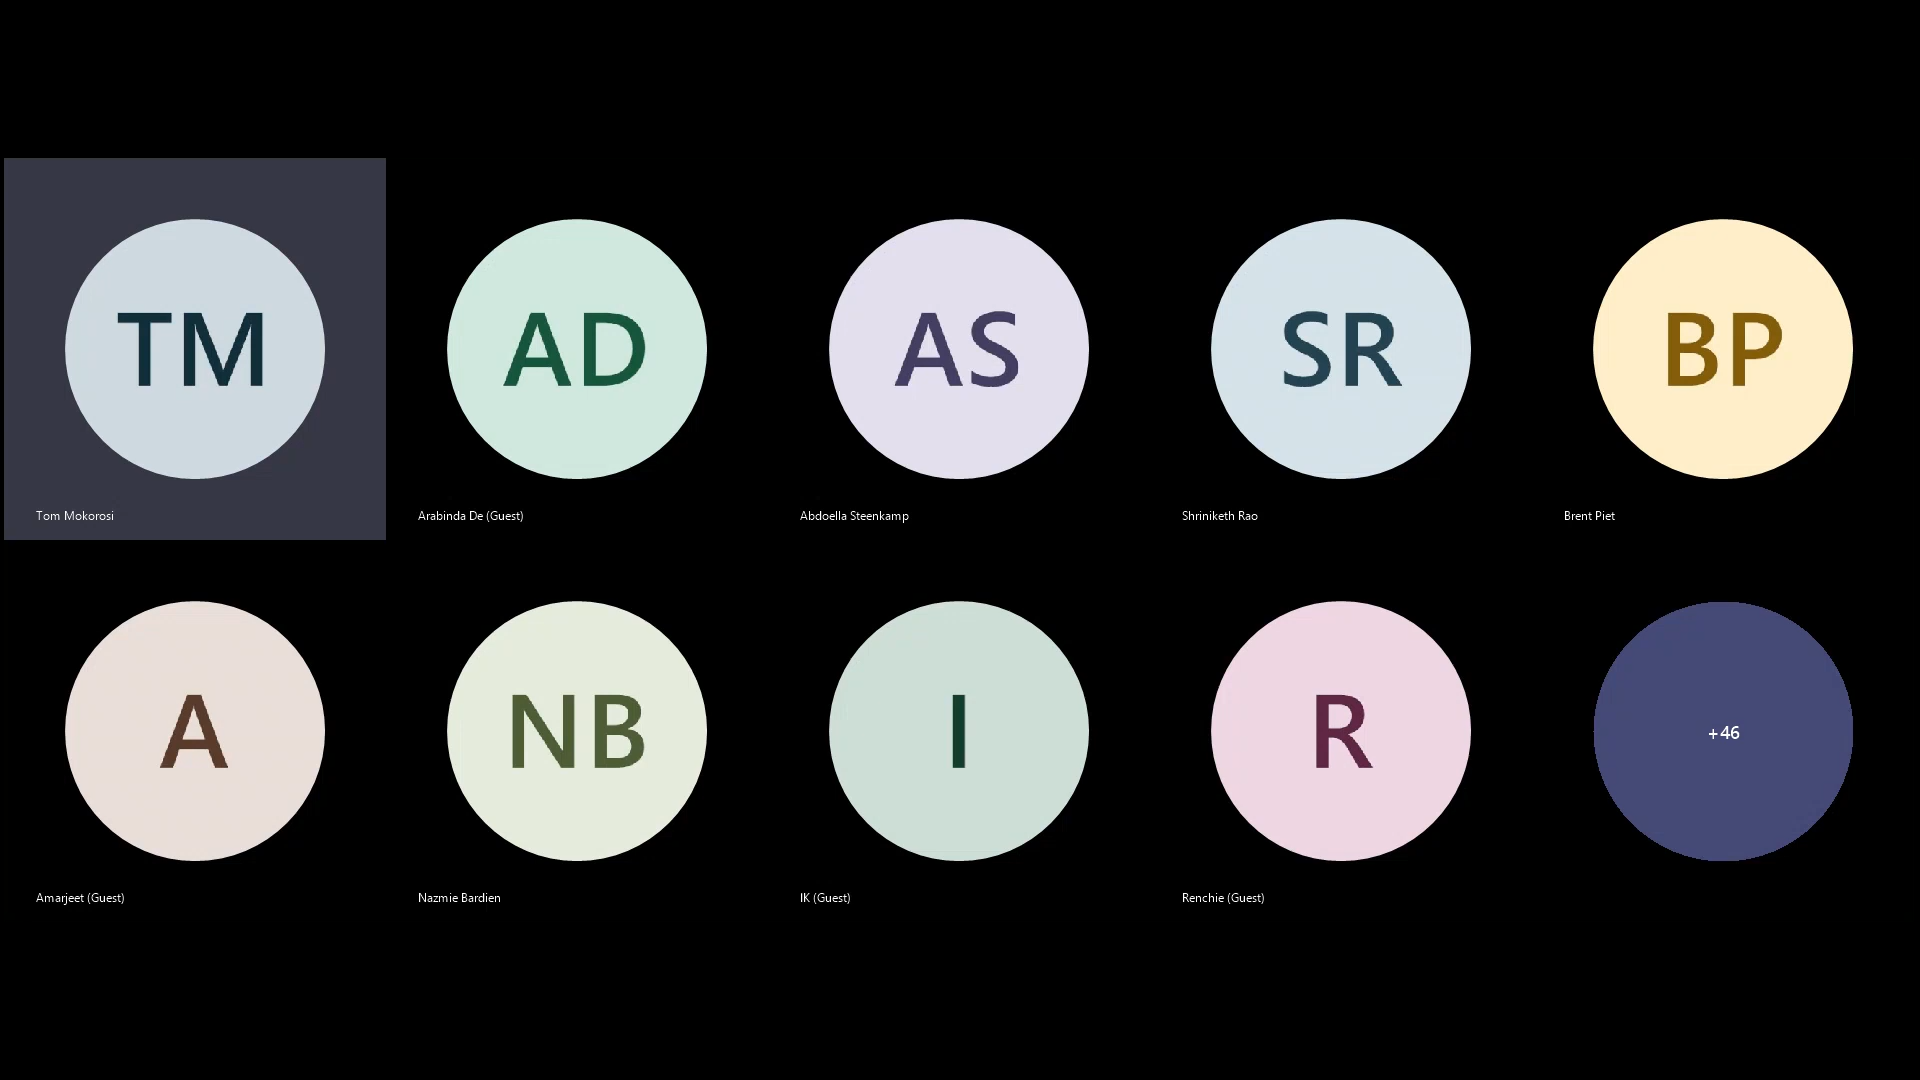 TM
AD
AS
SR
BP
Tom Mokorosi
Arabinda De (Guest)
Abdoella Steenkamp
Shriniketh Rao
Brent Piet
A
NB
I
R
+46
Amarjeet (Guest)
Nazmie Bardien
IK (Guest)
Renchie (Guest)